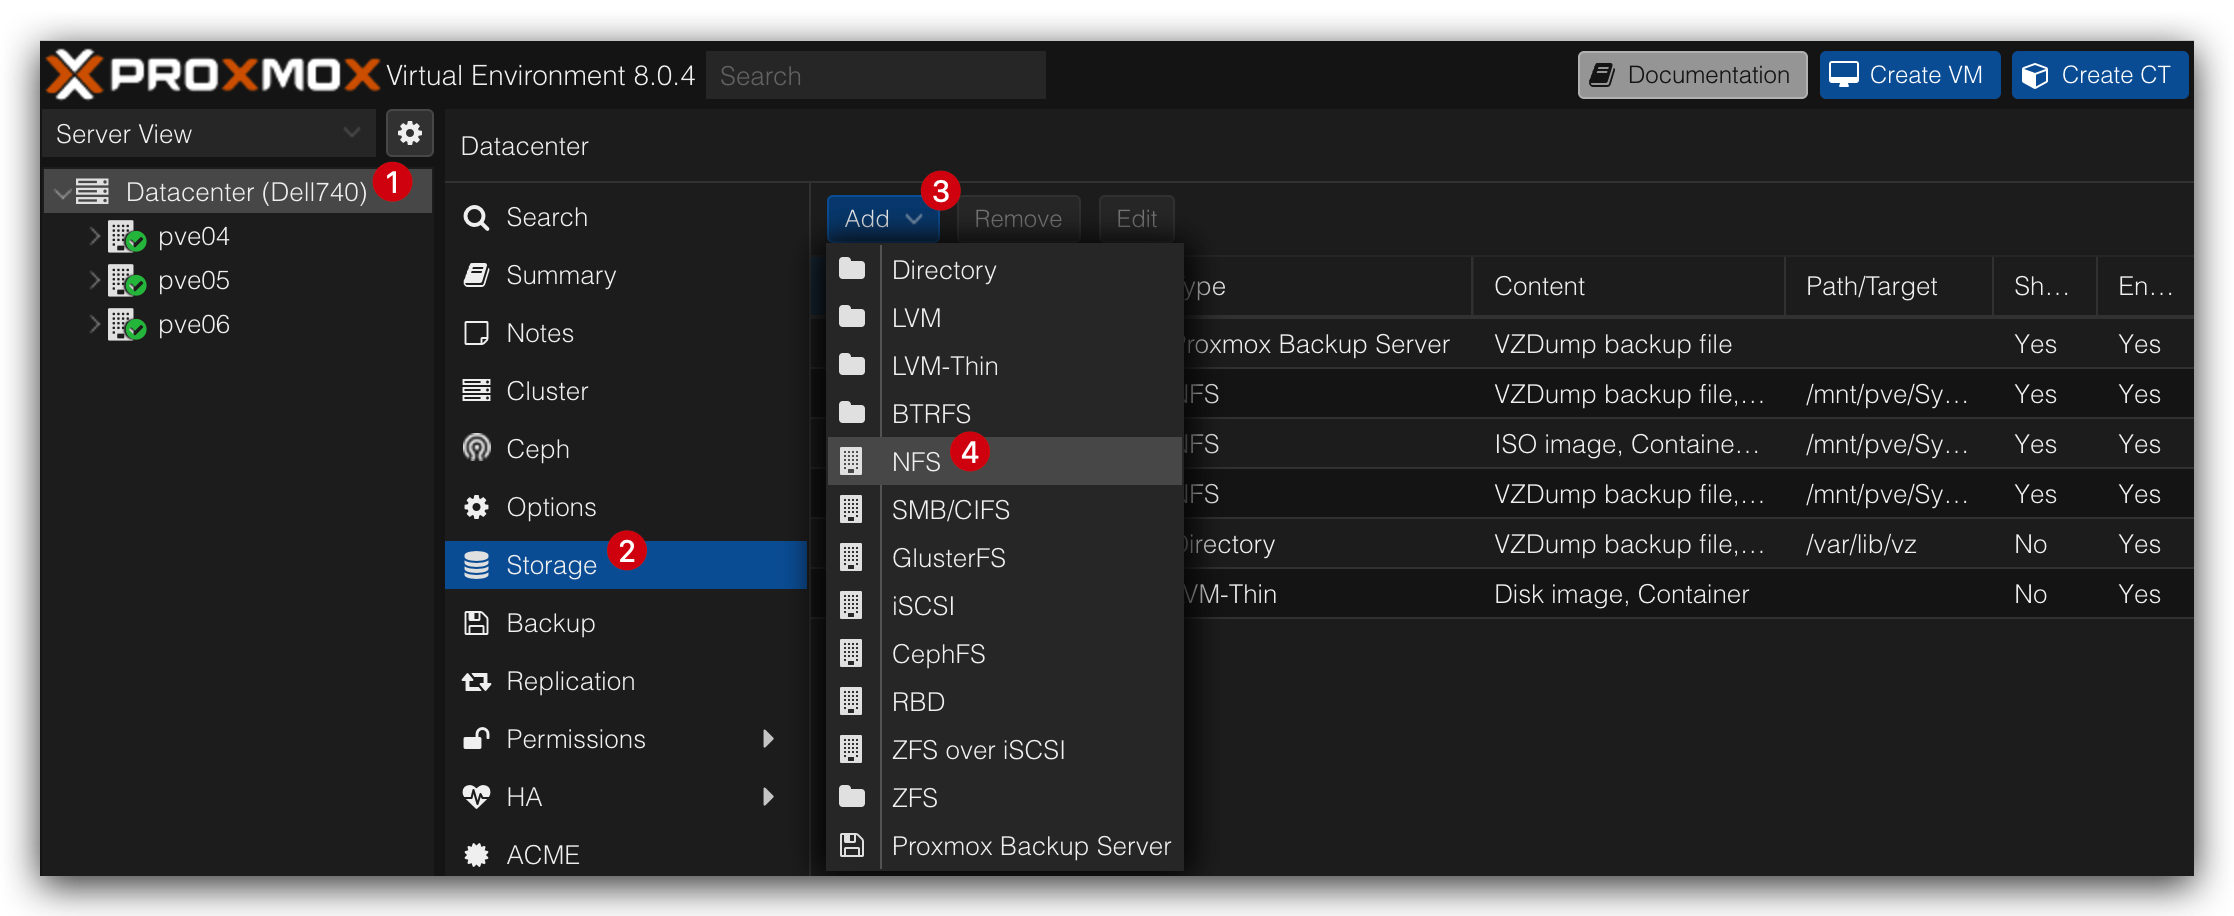 PROXMOX Virtual Environment 8.0.4 Search Documentation Create VM Create CT
Server View
Datacenter (Dell740) 1
pve04
pve05
pve06
Datacenter
Search
Summary
Notes
Cluster
Ceph
Options
Storage 2
Backup
Replication
Permissions
HA
ACME
Add 3 Remove Edit
Directory
LVM
LVM-Thin
BTRFS
NFS 4
SMB/CIFS
GlusterFS
iSCSI
CephFS
RBD
ZFS over iSCSI
ZFS
Proxmox Backup Server
ype Content Path/Target Sh... En...
roxmox Backup Server VZDump backup file Yes Yes
NFS VZDump backup file,... /mnt/pve/Sy... Yes Yes
NFS ISO image, Containe... /mnt/pve/Sy... Yes Yes
NFS VZDump backup file,... /mnt/pve/Sy... Yes Yes
Directory VZDump backup file,... /var/lib/vz No Yes
VM-Thin Disk image, Container No Yes